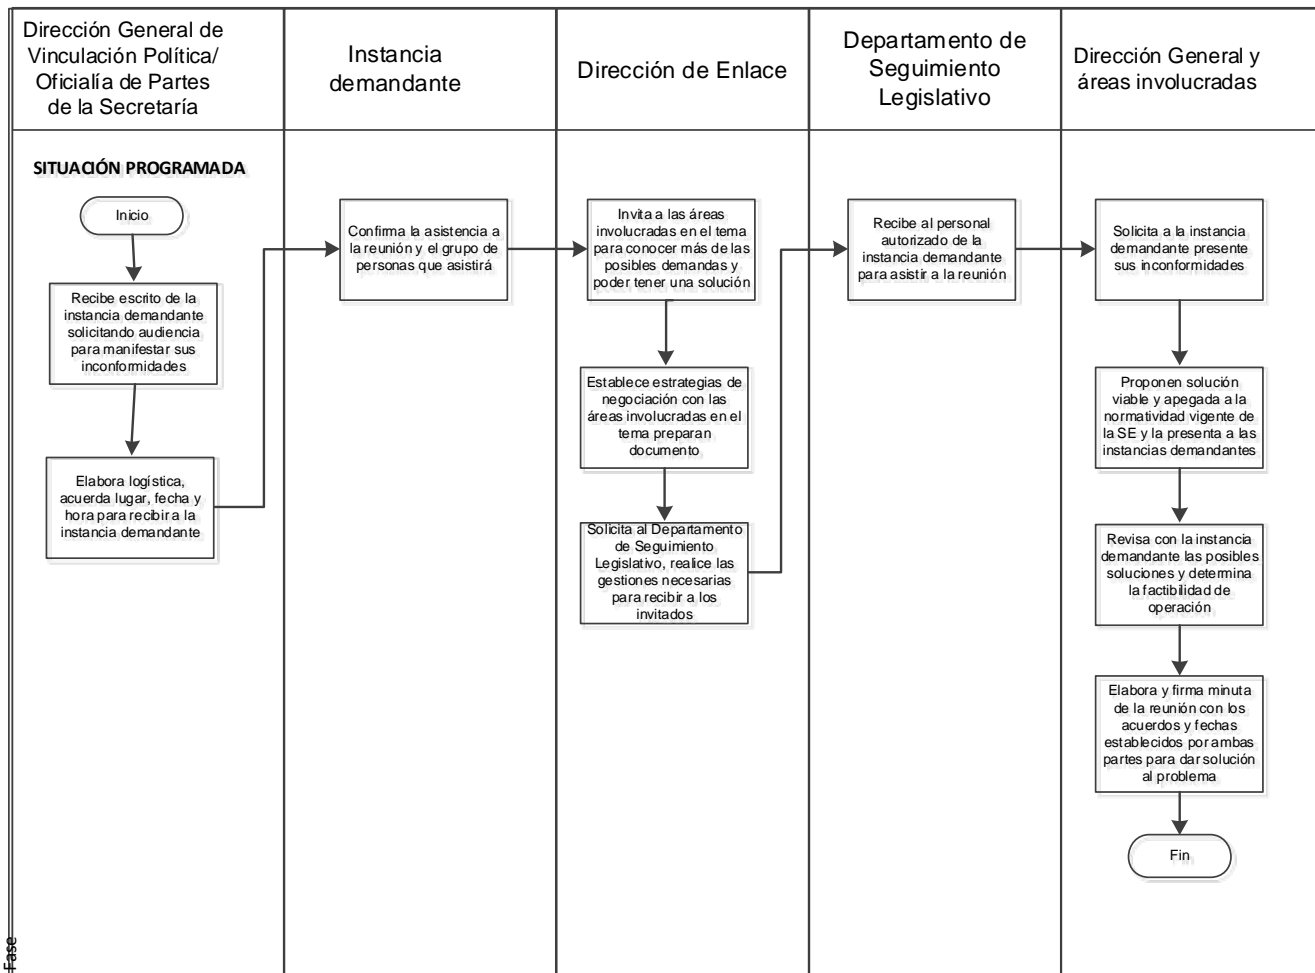 Dirección General de
Vinculación Política/
Oficialía de Partes
de la Secretaría
Instancia
demandante
Dirección de Enlace
Departamento de
Seguimiento
Legislativo
Dirección General y
áreas involucradas
SITUACIÓN PROGRAMADA
Inicio
Recibe escrito de la
instancia demandante
solicitando audiencia
para manifestar sus
inconformidades
Elabora logística,
acuerda lugar, fecha y
hora para recibir a la
instancia demandante
Confirma la asistencia a
la reunión y el grupo de
personas que asistirá
Invita a las áreas
involucradas en el tema
para conocer más de las
posibles demandas y
poder tener una solución
Establece estrategias de
negociación con las
áreas involucradas en el
tema preparan
documento
Solicita al Departamento
de Seguimiento
Legislativo, realice las
gestiones necesarias
para recibir a los
invitados
Recibe al personal
autorizado de la
instancia demandante
para asistir a la reunión
Solicita a la instancia
demandante presente
sus inconformidades
Proponen solución
viable y apegada a la
normatividad vigente de
la SE y la presenta a las
instancias demandantes
Revisa con la instancia
demandante las posibles
soluciones y determina
la factibilidad de
operación
Elabora y firma minuta
de la reunión con los
acuerdos y fechas
establecidos por ambas
partes para dar solución
al problema
Fin
Fase